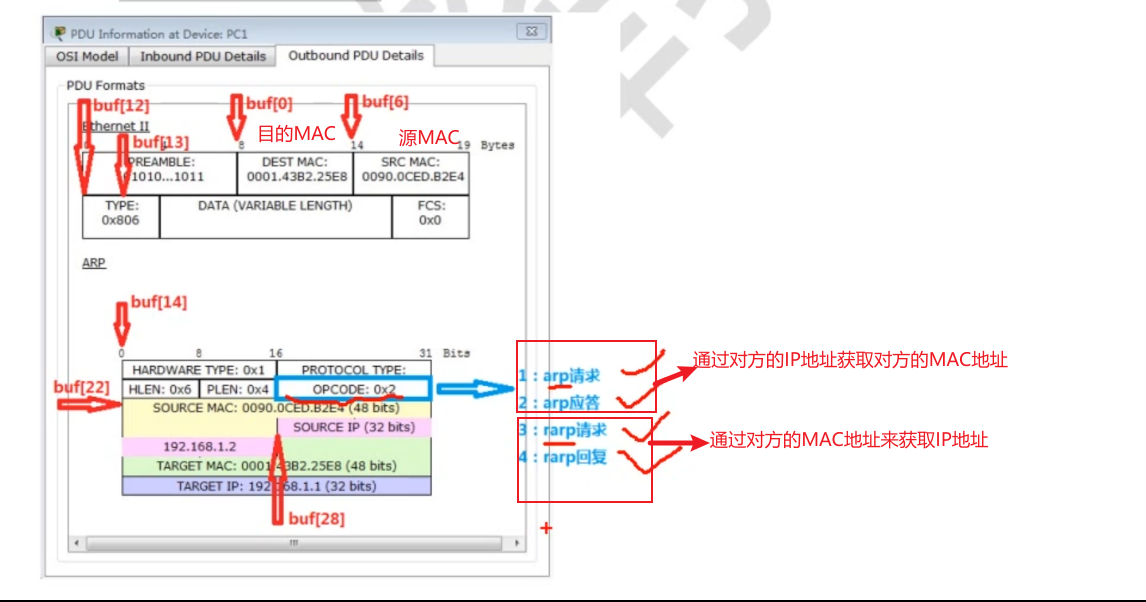 PDU Information at Device: PC1
OSI Model Inbound PDU Details Outbound PDU Details
PDU Formats
buf[12] buf[0] buf[6]
Ethernet II
buf[13] 目的MAC 源MAC
8 14 19 Bytes
PREAMBLE: DEST MAC: SRC MAC:
1010...1011 0001.43B2.25E8 0090.0CED.B2E4
TYPE: DATA (VARIABLE LENGTH) FCS:
0x806 0x0
ARP
buf[14]
0 8 16 31 Bits
HARDWARE TYPE: 0x1 PROTOCOL TYPE:
通过对方的IP地址获取对方的MAC地址
1：arp请求
buf[22] HLEN: 0x6 PLEN: 0x4 OPCODE: 0x2
2：arp应答
SOURCE MAC: 0090.0CED.B2E4 (48 bits)
SOURCE IP (32 bits)
3：rarp请求
通过对方的MAC地址来获取IP地址
192.168.1.2
4：rarp回复
TARGET MAC: 0001.43B2.25E8 (48 bits)
TARGET IP: 192.168.1.1 (32 bits)
buf[28]